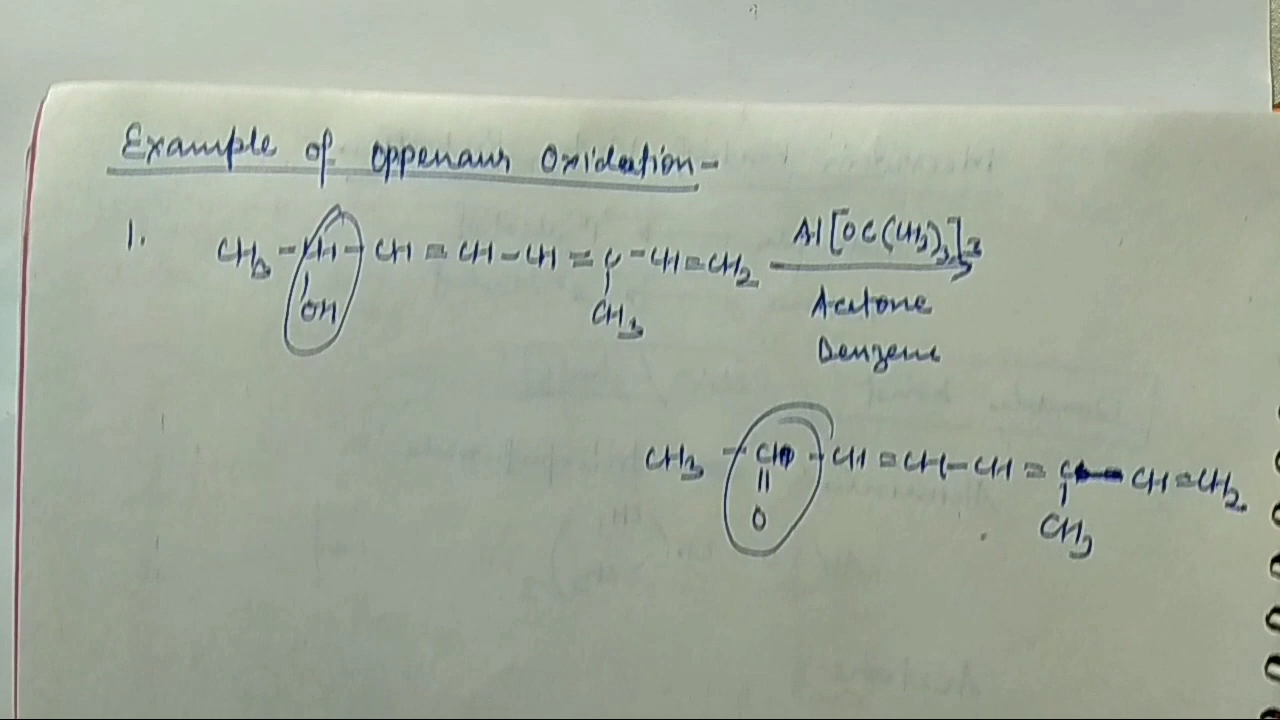 Example of oppenaur Oxidation-
1. CH3 - CH - CH = CH - CH = C - CH = CH2
OH
CH3
Al[OC(CH3)3]3
Acetone
Benzene
CH3 - C - CH = CH - CH = C - CH = CH2.
O
CH3